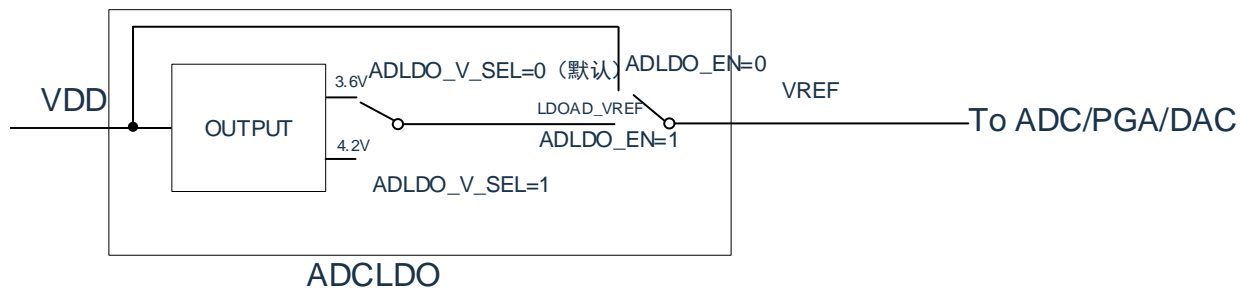 ADLDO_V_SEL=0（默认）
ADLDO_EN=0
3.6V
VDD
VREF
LDOAD_VREF
OUTPUT
To ADC/PGA/DAC
4.2V
ADLDO_EN=1
ADLDO_V_SEL=1
ADCLDO